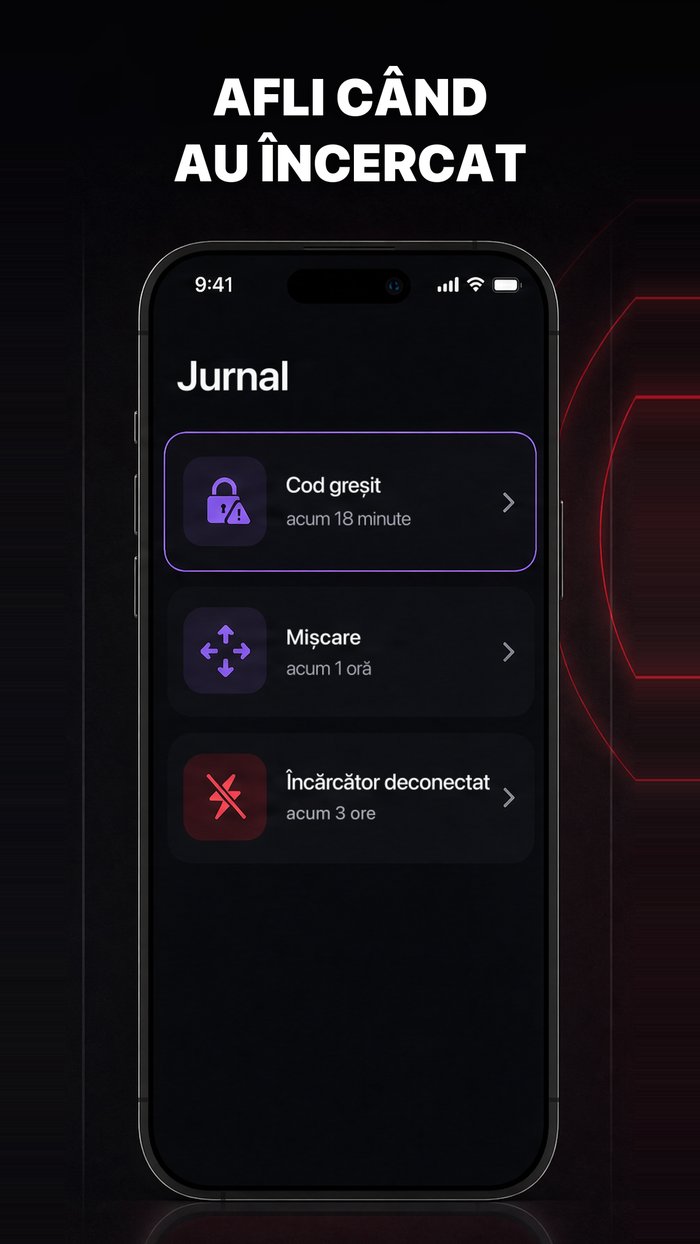 AFLI CÂND
AU ÎNCERCAT
9:41
Jurnal
Cod greșit
acum 18 minute
Mișcare
acum 1 oră
Încărcător deconectat
acum 3 ore